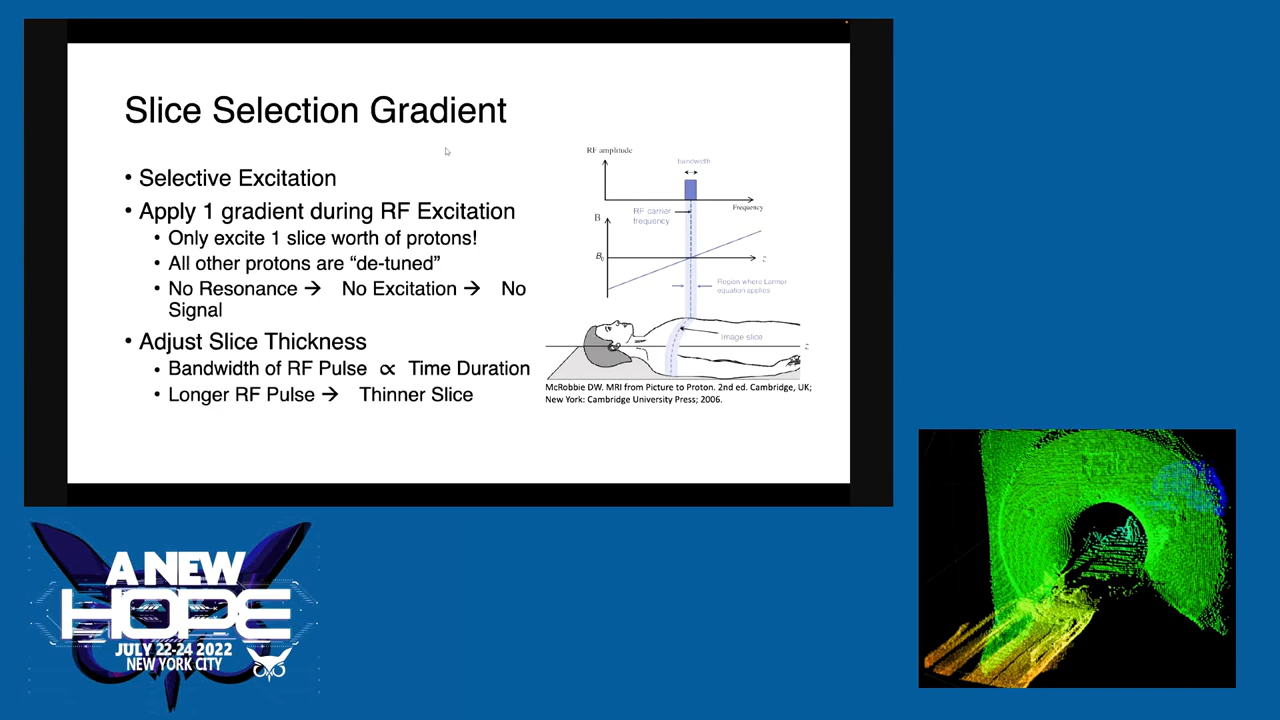 Slice Selection Gradient
• Selective Excitation
• Apply 1 gradient during RF Excitation
• Only excite 1 slice worth of protons!
• All other protons are “de-tuned”
• No Resonance → No Excitation → No
Signal
• Adjust Slice Thickness
• Bandwidth of RF Pulse ∝ Time Duration
• Longer RF Pulse → Thinner Slice
RF amplitude
bandwidth
Frequency
RF carrier
frequency
B
B₀
z
Region where Larmor
equation applies
Image slice
z
McRobbie DW. MRI from Picture to Proton. 2nd ed. Cambridge, UK;
New York: Cambridge University Press; 2006.
A NEW
HOPE
JULY 22-24 2022
NEW YORK CITY